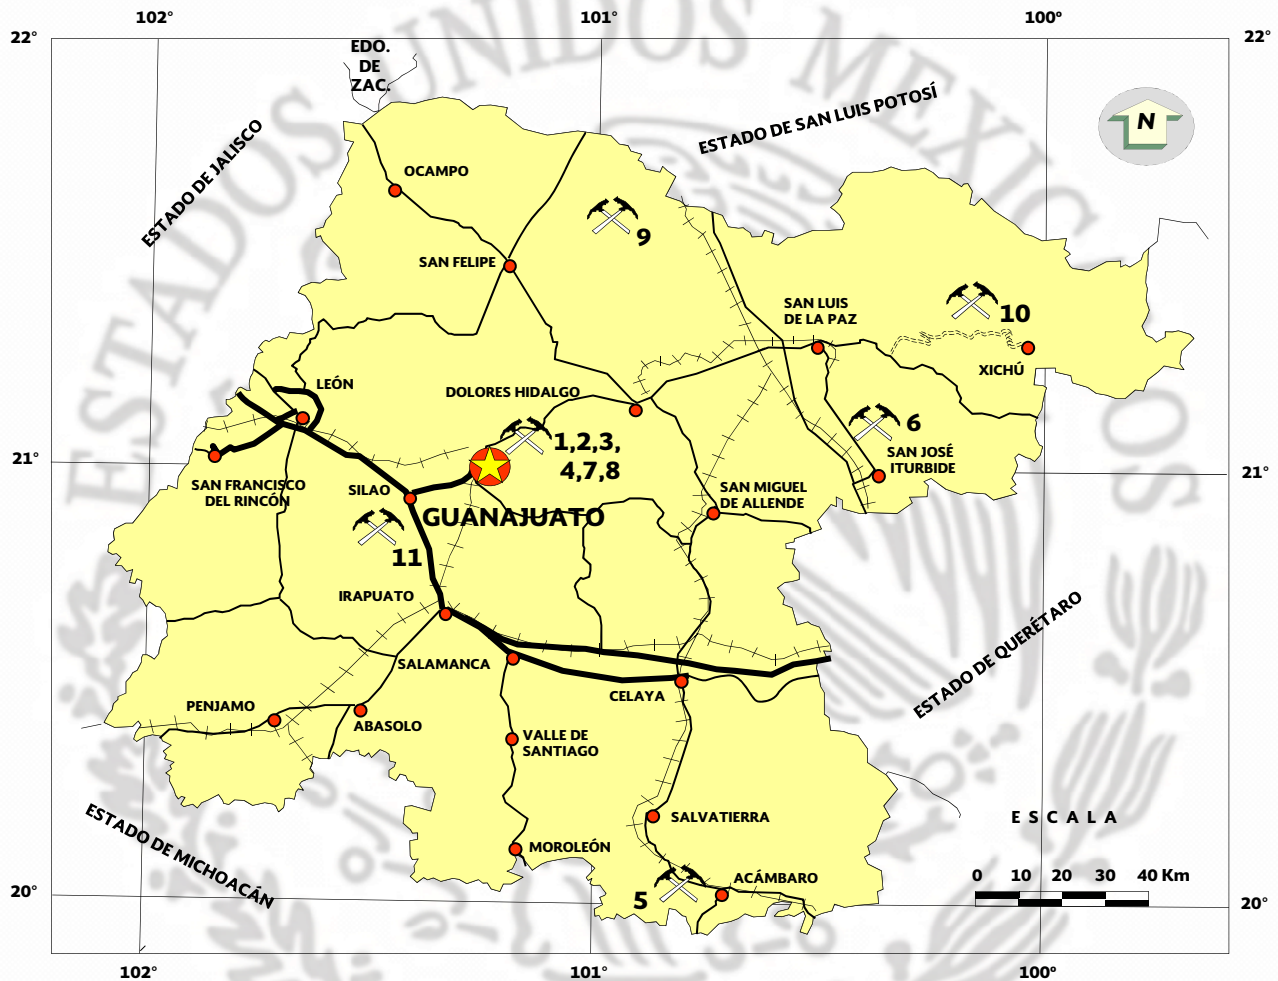 102°
101°
100°
22°
22°
EDO.
DE
ZAC.
ESTADOS UNIDOS MEXICANOS
ESTADO DE JALISCO
ESTADO DE SAN LUIS POTOSÍ
N
OCAMPO
9
SAN FELIPE
SAN LUIS
DE LA PAZ
10
XICHÚ
LEÓN
DOLORES HIDALGO
6
1,2,3,
4,7,8
SAN JOSÉ
ITURBIDE
21°
21°
SAN FRANCISCO
DEL RINCÓN
SILAO
SAN MIGUEL
DE ALLENDE
GUANAJUATO
11
IRAPUATO
ESTADO DE QUERÉTARO
SALAMANCA
CELAYA
PENJAMO
ABASOLO
VALLE DE
SANTIAGO
SALVATIERRA
ESCALA
ESTADO DE MICHOACÁN
MOROLEÓN
ACÁMBARO
5
0 10 20 30 40 Km
20°
20°
102°
101°
100°